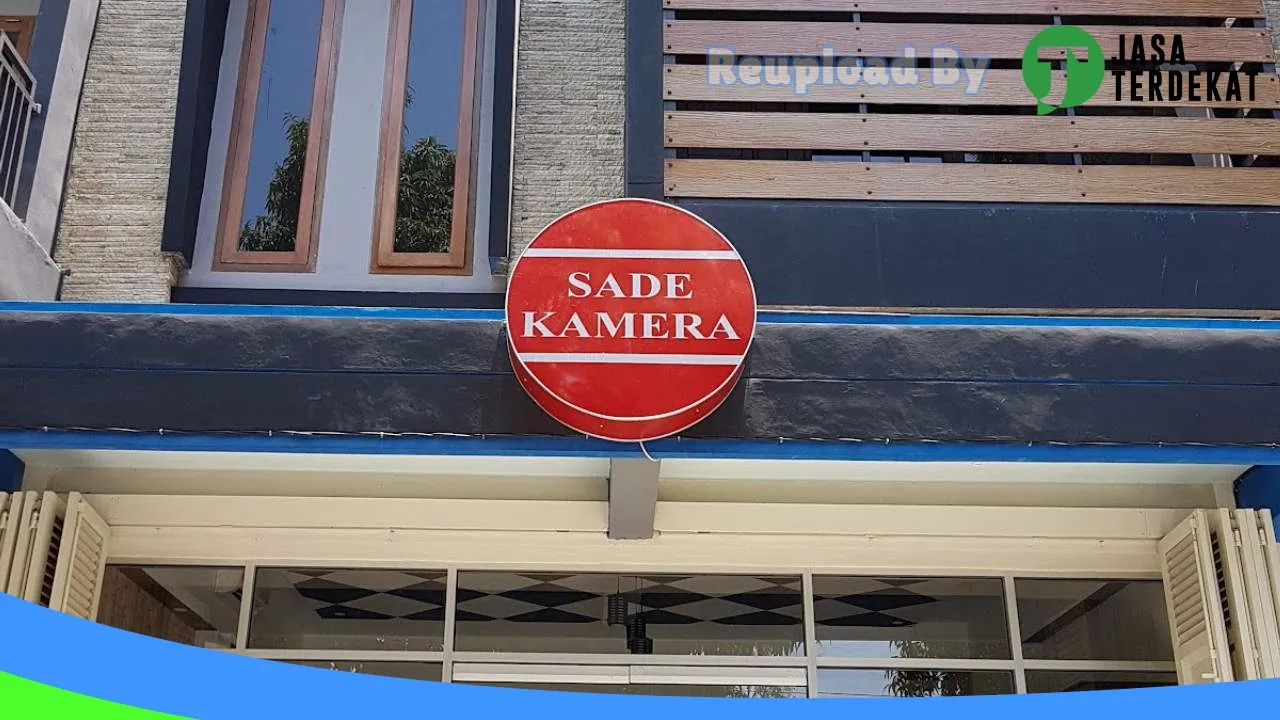 Reupload By
JASA
TERDEKAT
SADE
KAMERA